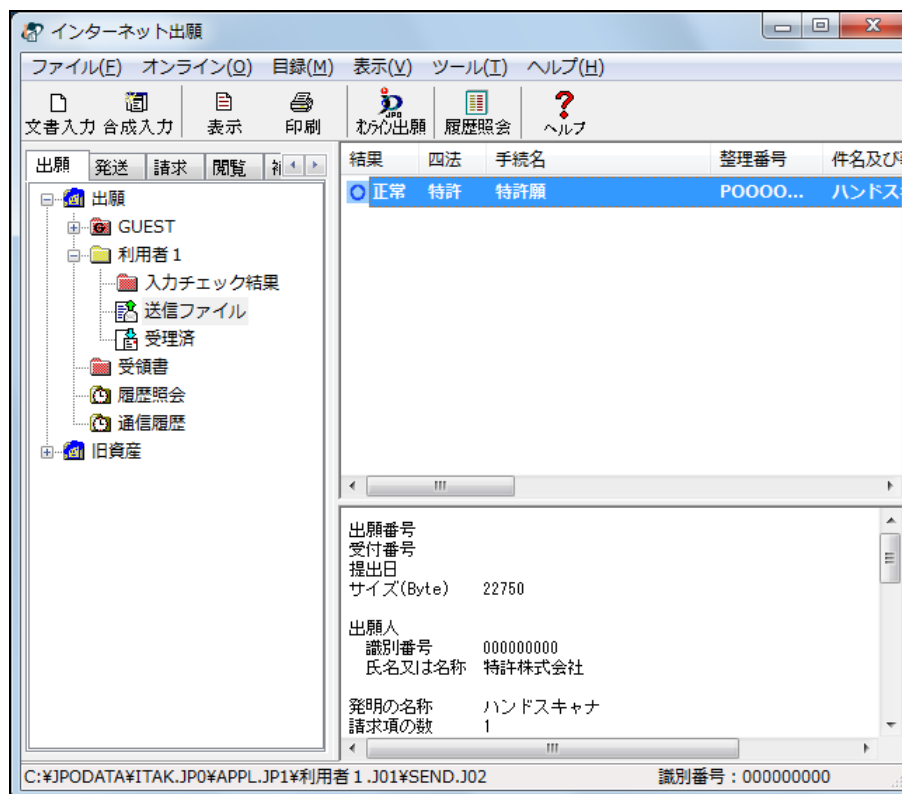 インターネット出願
ファイル(F) オンライン(O) 目録(M) 表示(V) ツール(T) ヘルプ(H)
文書入力 合成入力 表示 印刷 オンライン出願 履歴照会 ヘルプ
出願 発送 請求 閲覧
結果 四法 手続名 整理番号 件名及び
正常 特許 特許願 POOOO... ハンドス
出願
GUEST
利用者1
入力チェック結果
送信ファイル
受理済
受領書
履歴照会
通信履歴
旧資産
出願番号
受付番号
提出日
サイズ(Byte) 22750
出願人
識別番号 000000000
氏名又は名称 特許株式会社
発明の名称 ハンドスキャナ
請求項の数 1
C:¥JPODATA¥ITAK.JP0¥APPL.JP1¥利用者1.J01¥SEND.J02 識別番号:000000000